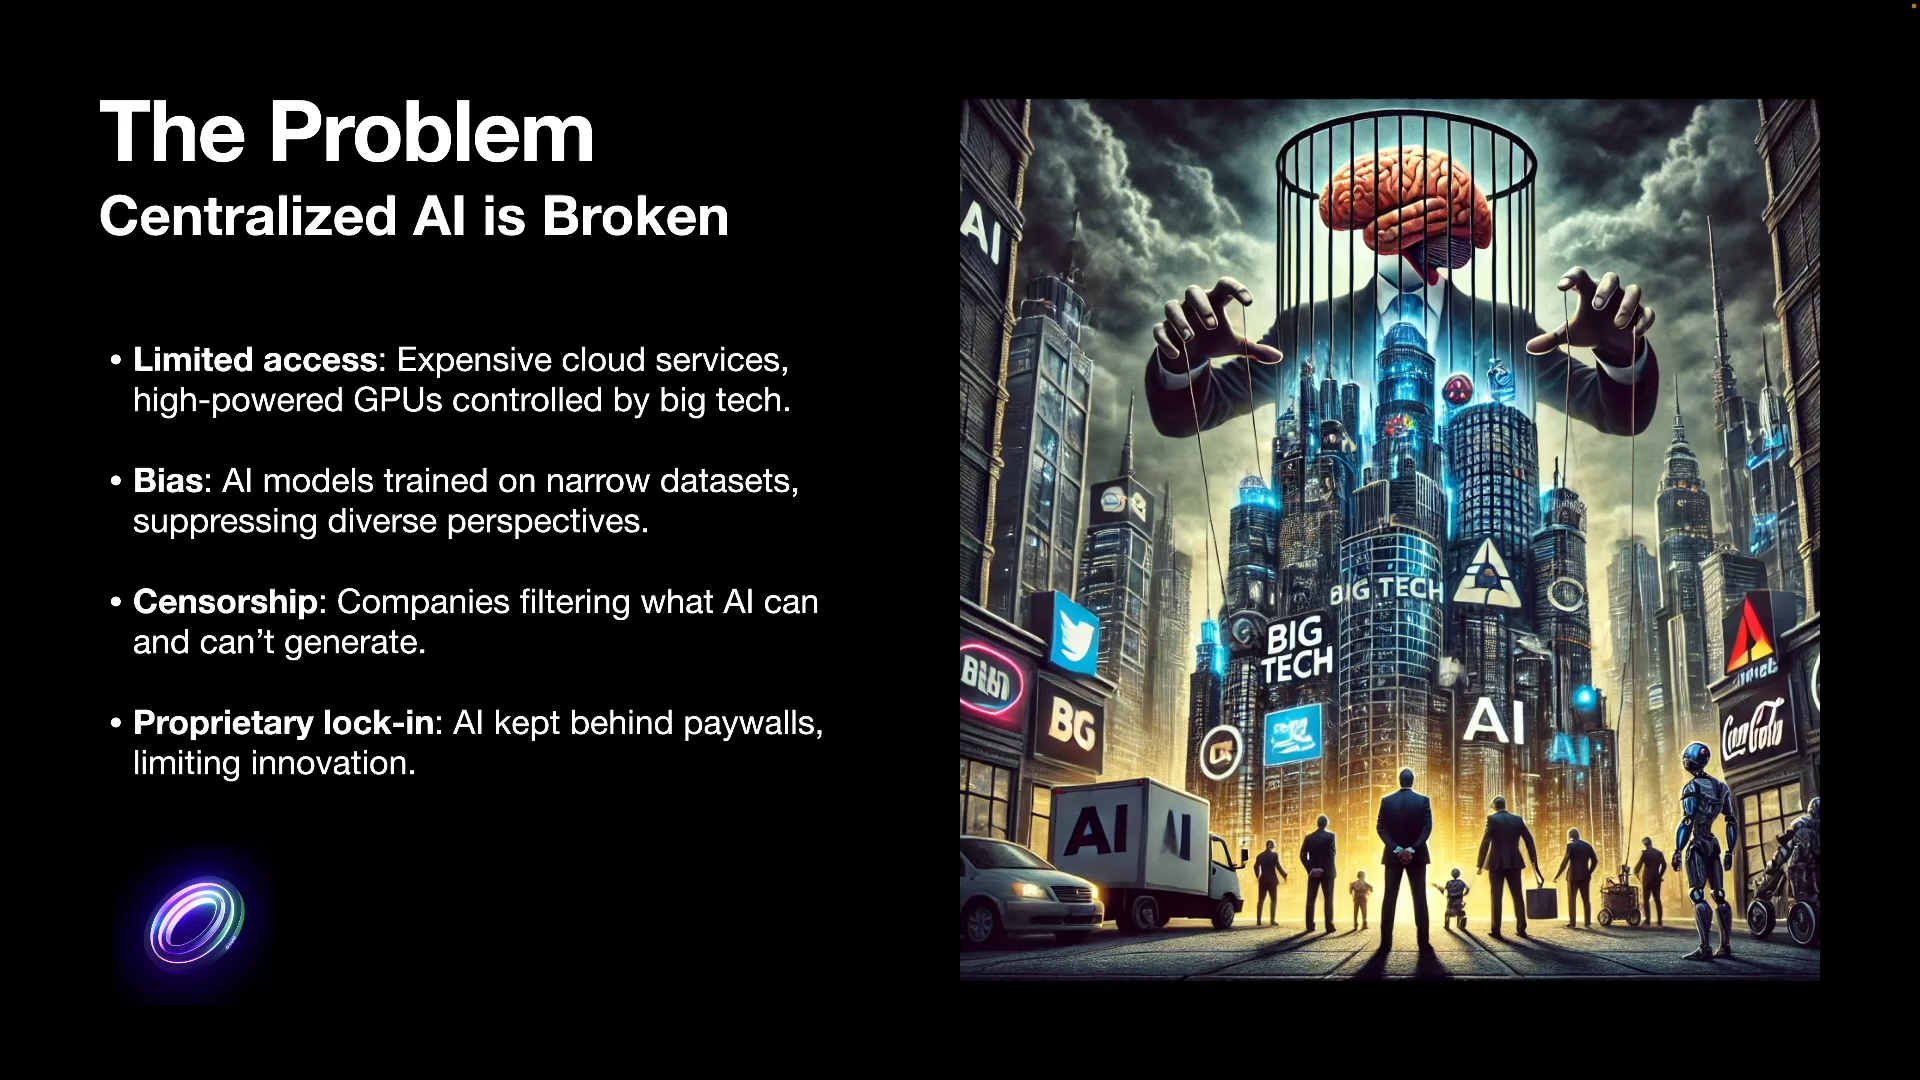 The Problem
Centralized AI is Broken
• Limited access: Expensive cloud services,
high-powered GPUs controlled by big tech.
• Bias: AI models trained on narrow datasets,
suppressing diverse perspectives.
• Censorship: Companies filtering what AI can
and can’t generate.
• Proprietary lock-in: AI kept behind paywalls,
limiting innovation.
AI
BIG TECH
BIG
TECH
BG
AI
AI
AI
AI